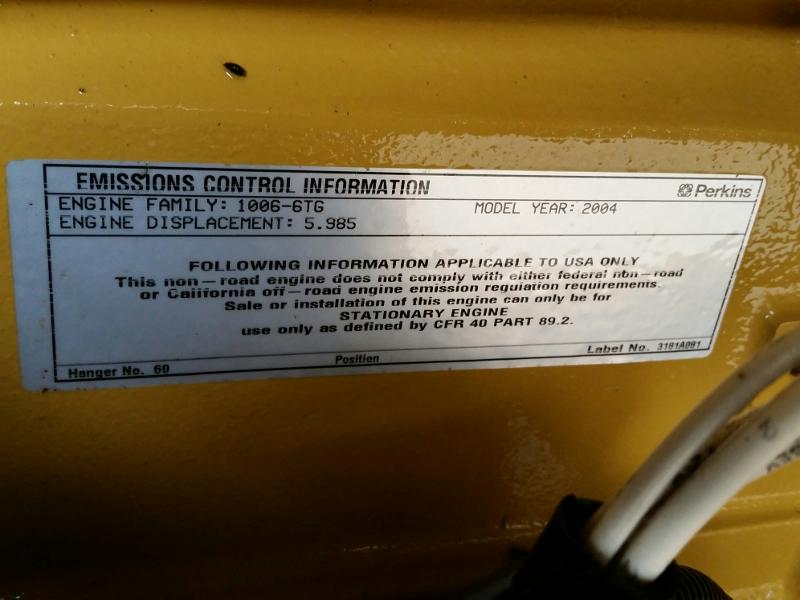 EMISSIONS CONTROL INFORMATION
Perkins
ENGINE FAMILY: 1006-6TG
MODEL YEAR: 2004
ENGINE DISPLACEMENT: 5.985
FOLLOWING INFORMATION APPLICABLE TO USA ONLY
This non-road engine does not comply with either federal non-road
or California off-road engine emission regulation requirements.
Sale or installation of this engine can only be for
STATIONARY ENGINE
use only as defined by CFR 40 PART 89.2.
Hanger No. 60
Position
Label No. 3181A081